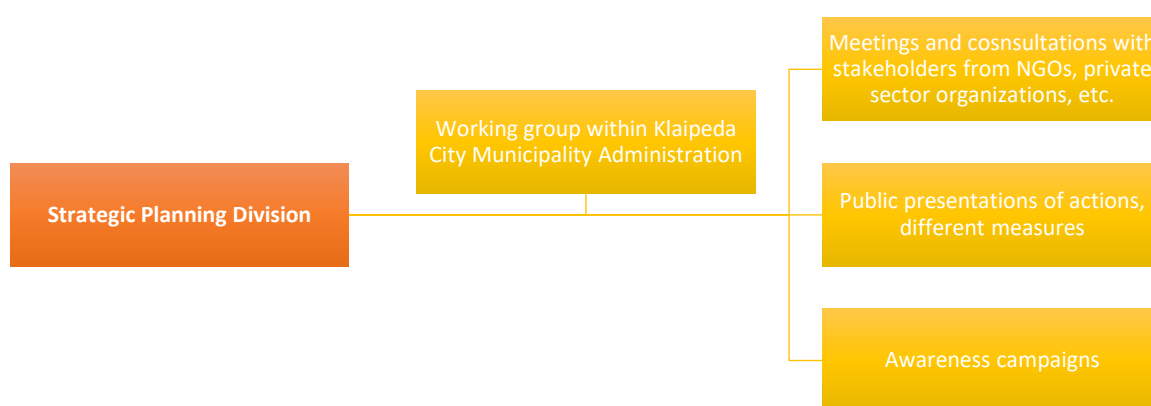 Meetings and cosnsultations with
stakeholders from NGOs, private
sector organizations, etc.
Working group within Klaipeda
City Municipality Administration
Strategic Planning Division
Public presentations of actions,
different measures
Awareness campaigns